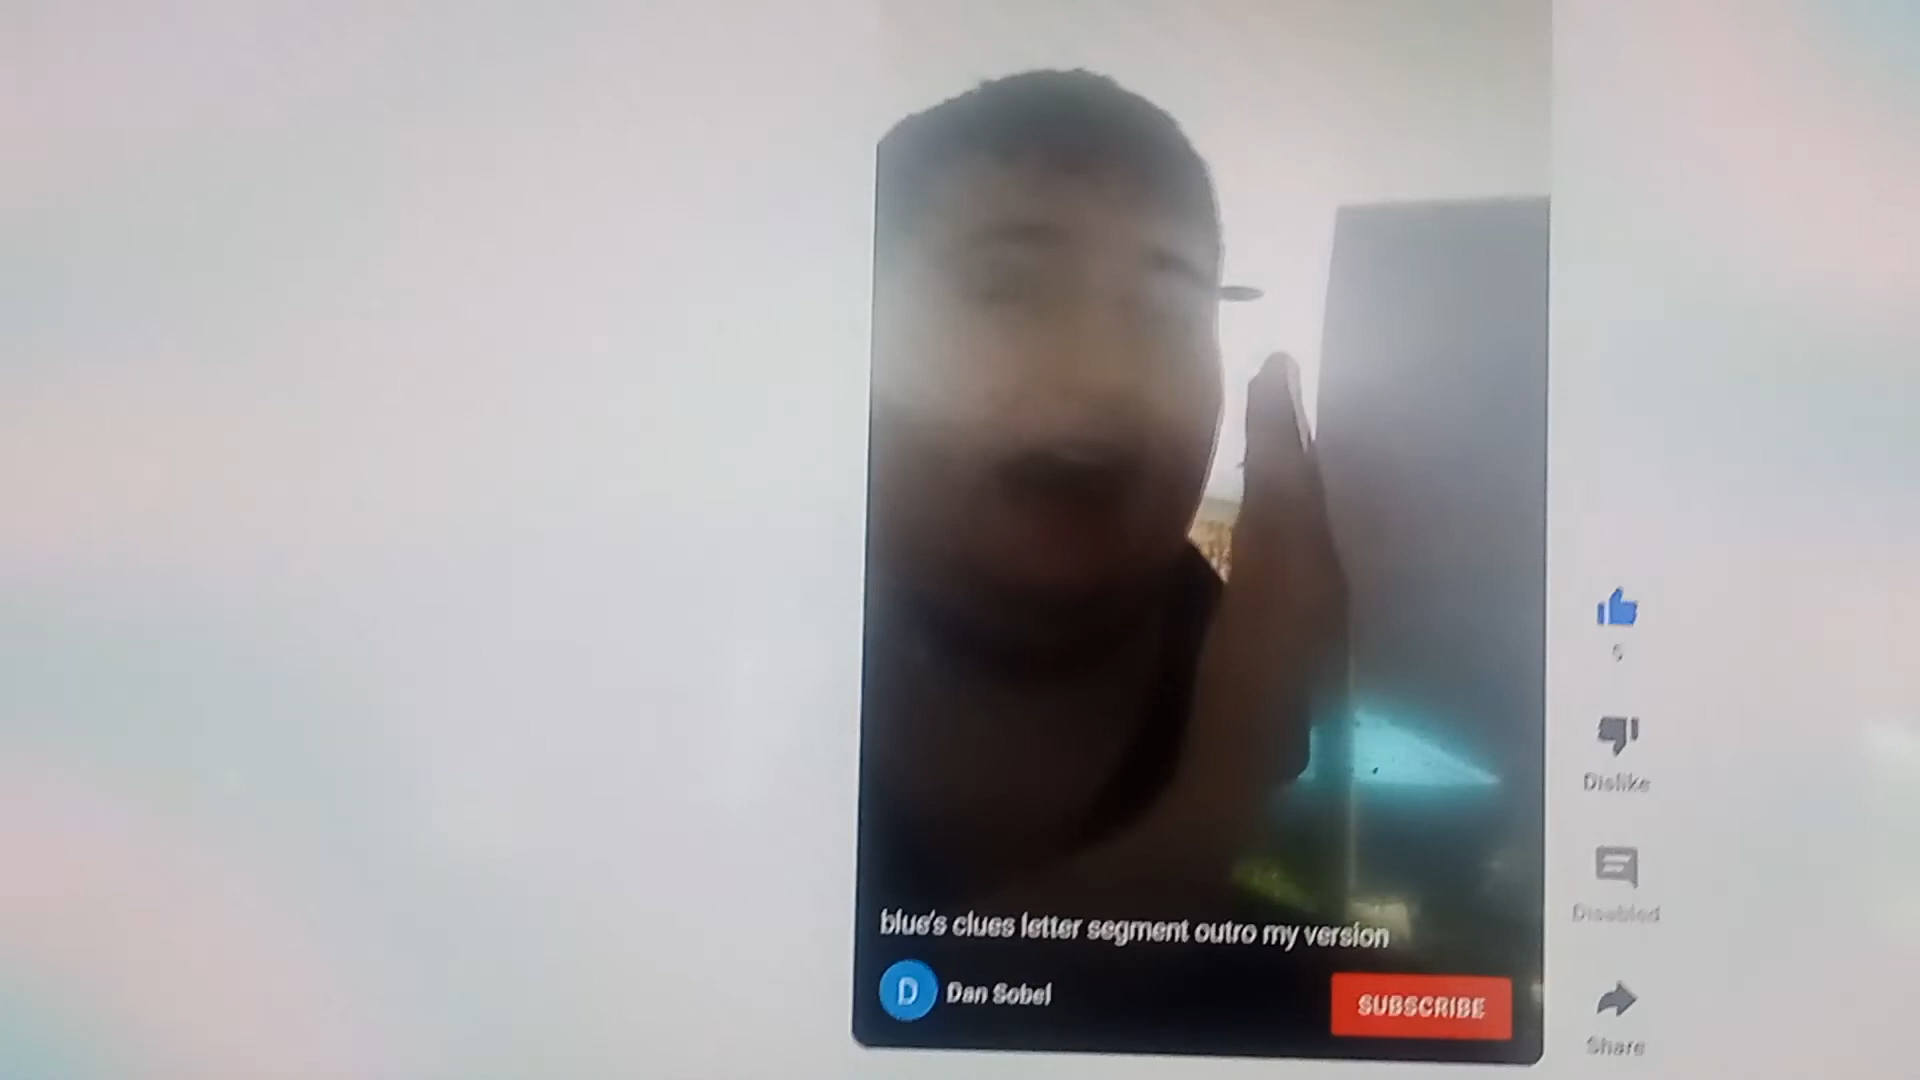 blue's clues letter segment outro my version
D
Dan Sobel
SUBSCRIBE
Dislike
Disabled
Share